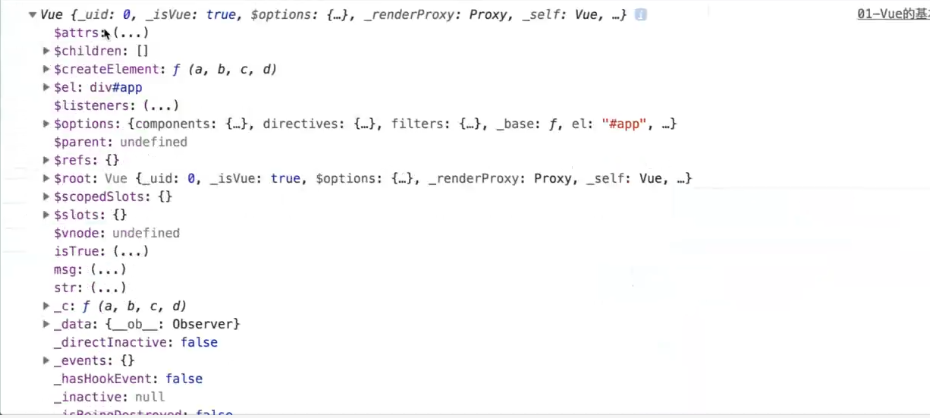 Vue {_uid: 0, _isVue: true, $options: {…}, _renderProxy: Proxy, _self: Vue, …} i 01-Vue的基
$attrs: (...)
$children: []
$createElement: ƒ (a, b, c, d)
$el: div#app
$listeners: (...)
$options: {components: {…}, directives: {…}, filters: {…}, _base: ƒ, el: "#app", …}
$parent: undefined
$refs: {}
$root: Vue {_uid: 0, _isVue: true, $options: {…}, _renderProxy: Proxy, _self: Vue, …}
$scopedSlots: {}
$slots: {}
$vnode: undefined
isTrue: (...)
msg: (...)
str: (...)
_c: ƒ (a, b, c, d)
_data: {__ob__: Observer}
_directInactive: false
_events: {}
_hasHookEvent: false
_inactive: null
_isBeingDestroyed: false